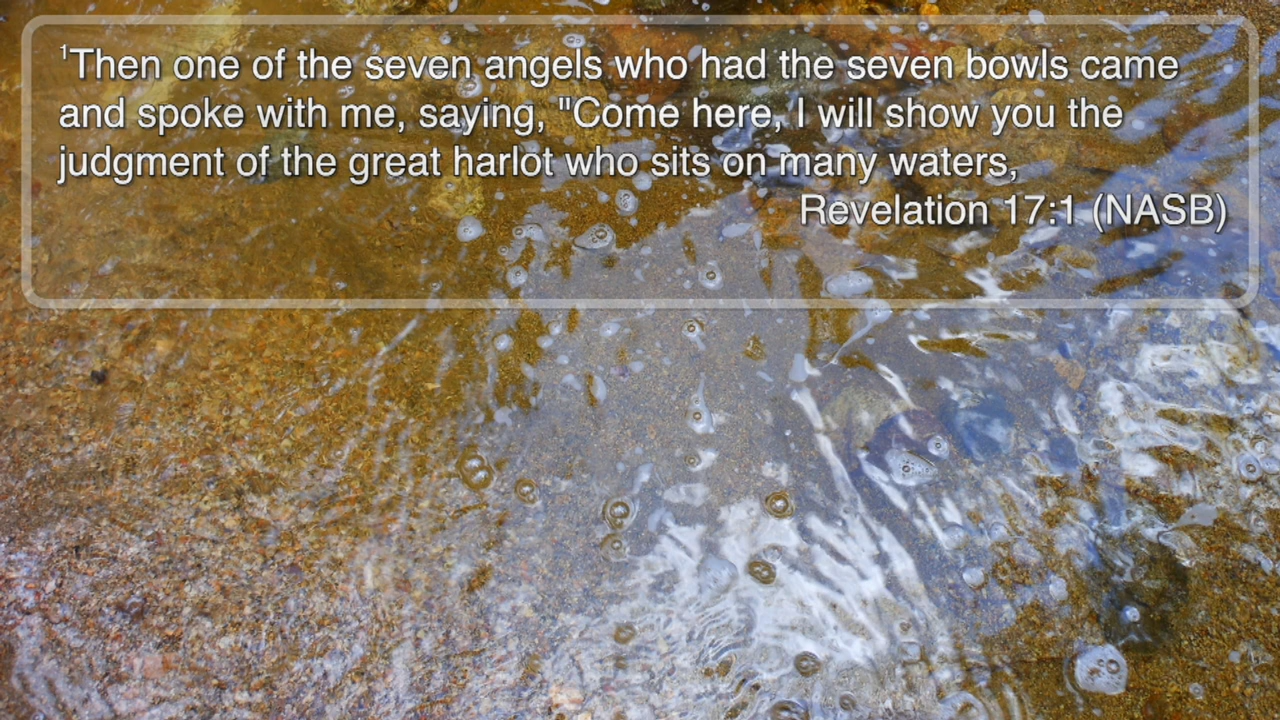 ¹Then one of the seven angels who had the seven bowls came
and spoke with me, saying, "Come here, I will show you the
judgment of the great harlot who sits on many waters,
Revelation 17:1 (NASB)